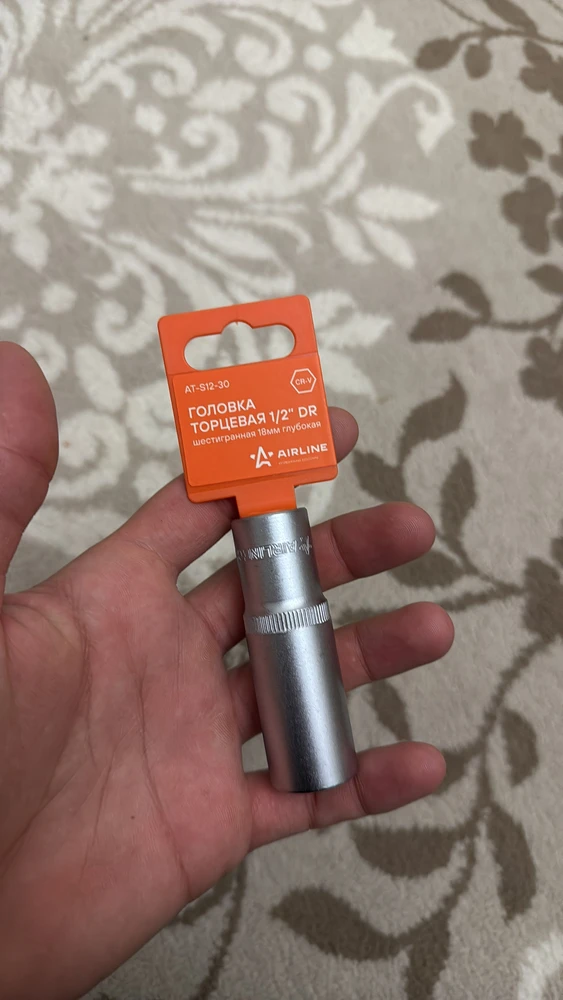 AT-S12-30
CR-V
ГОЛОВКА
ТОРЦЕВАЯ 1/2" DR
шестигранная 18мм глубокая
AIRLINE